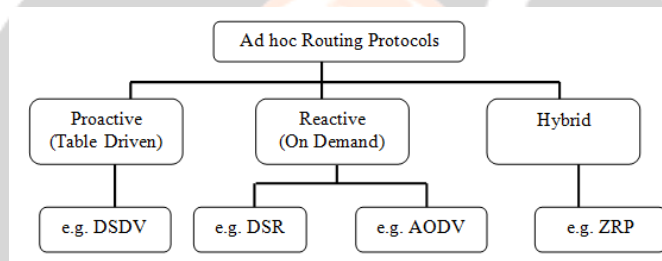 Ad hoc Routing Protocols
Proactive
(Table Driven)
Reactive
(On Demand)
Hybrid
e.g. DSDV
e.g. DSR
e.g. AODV
e.g. ZRP